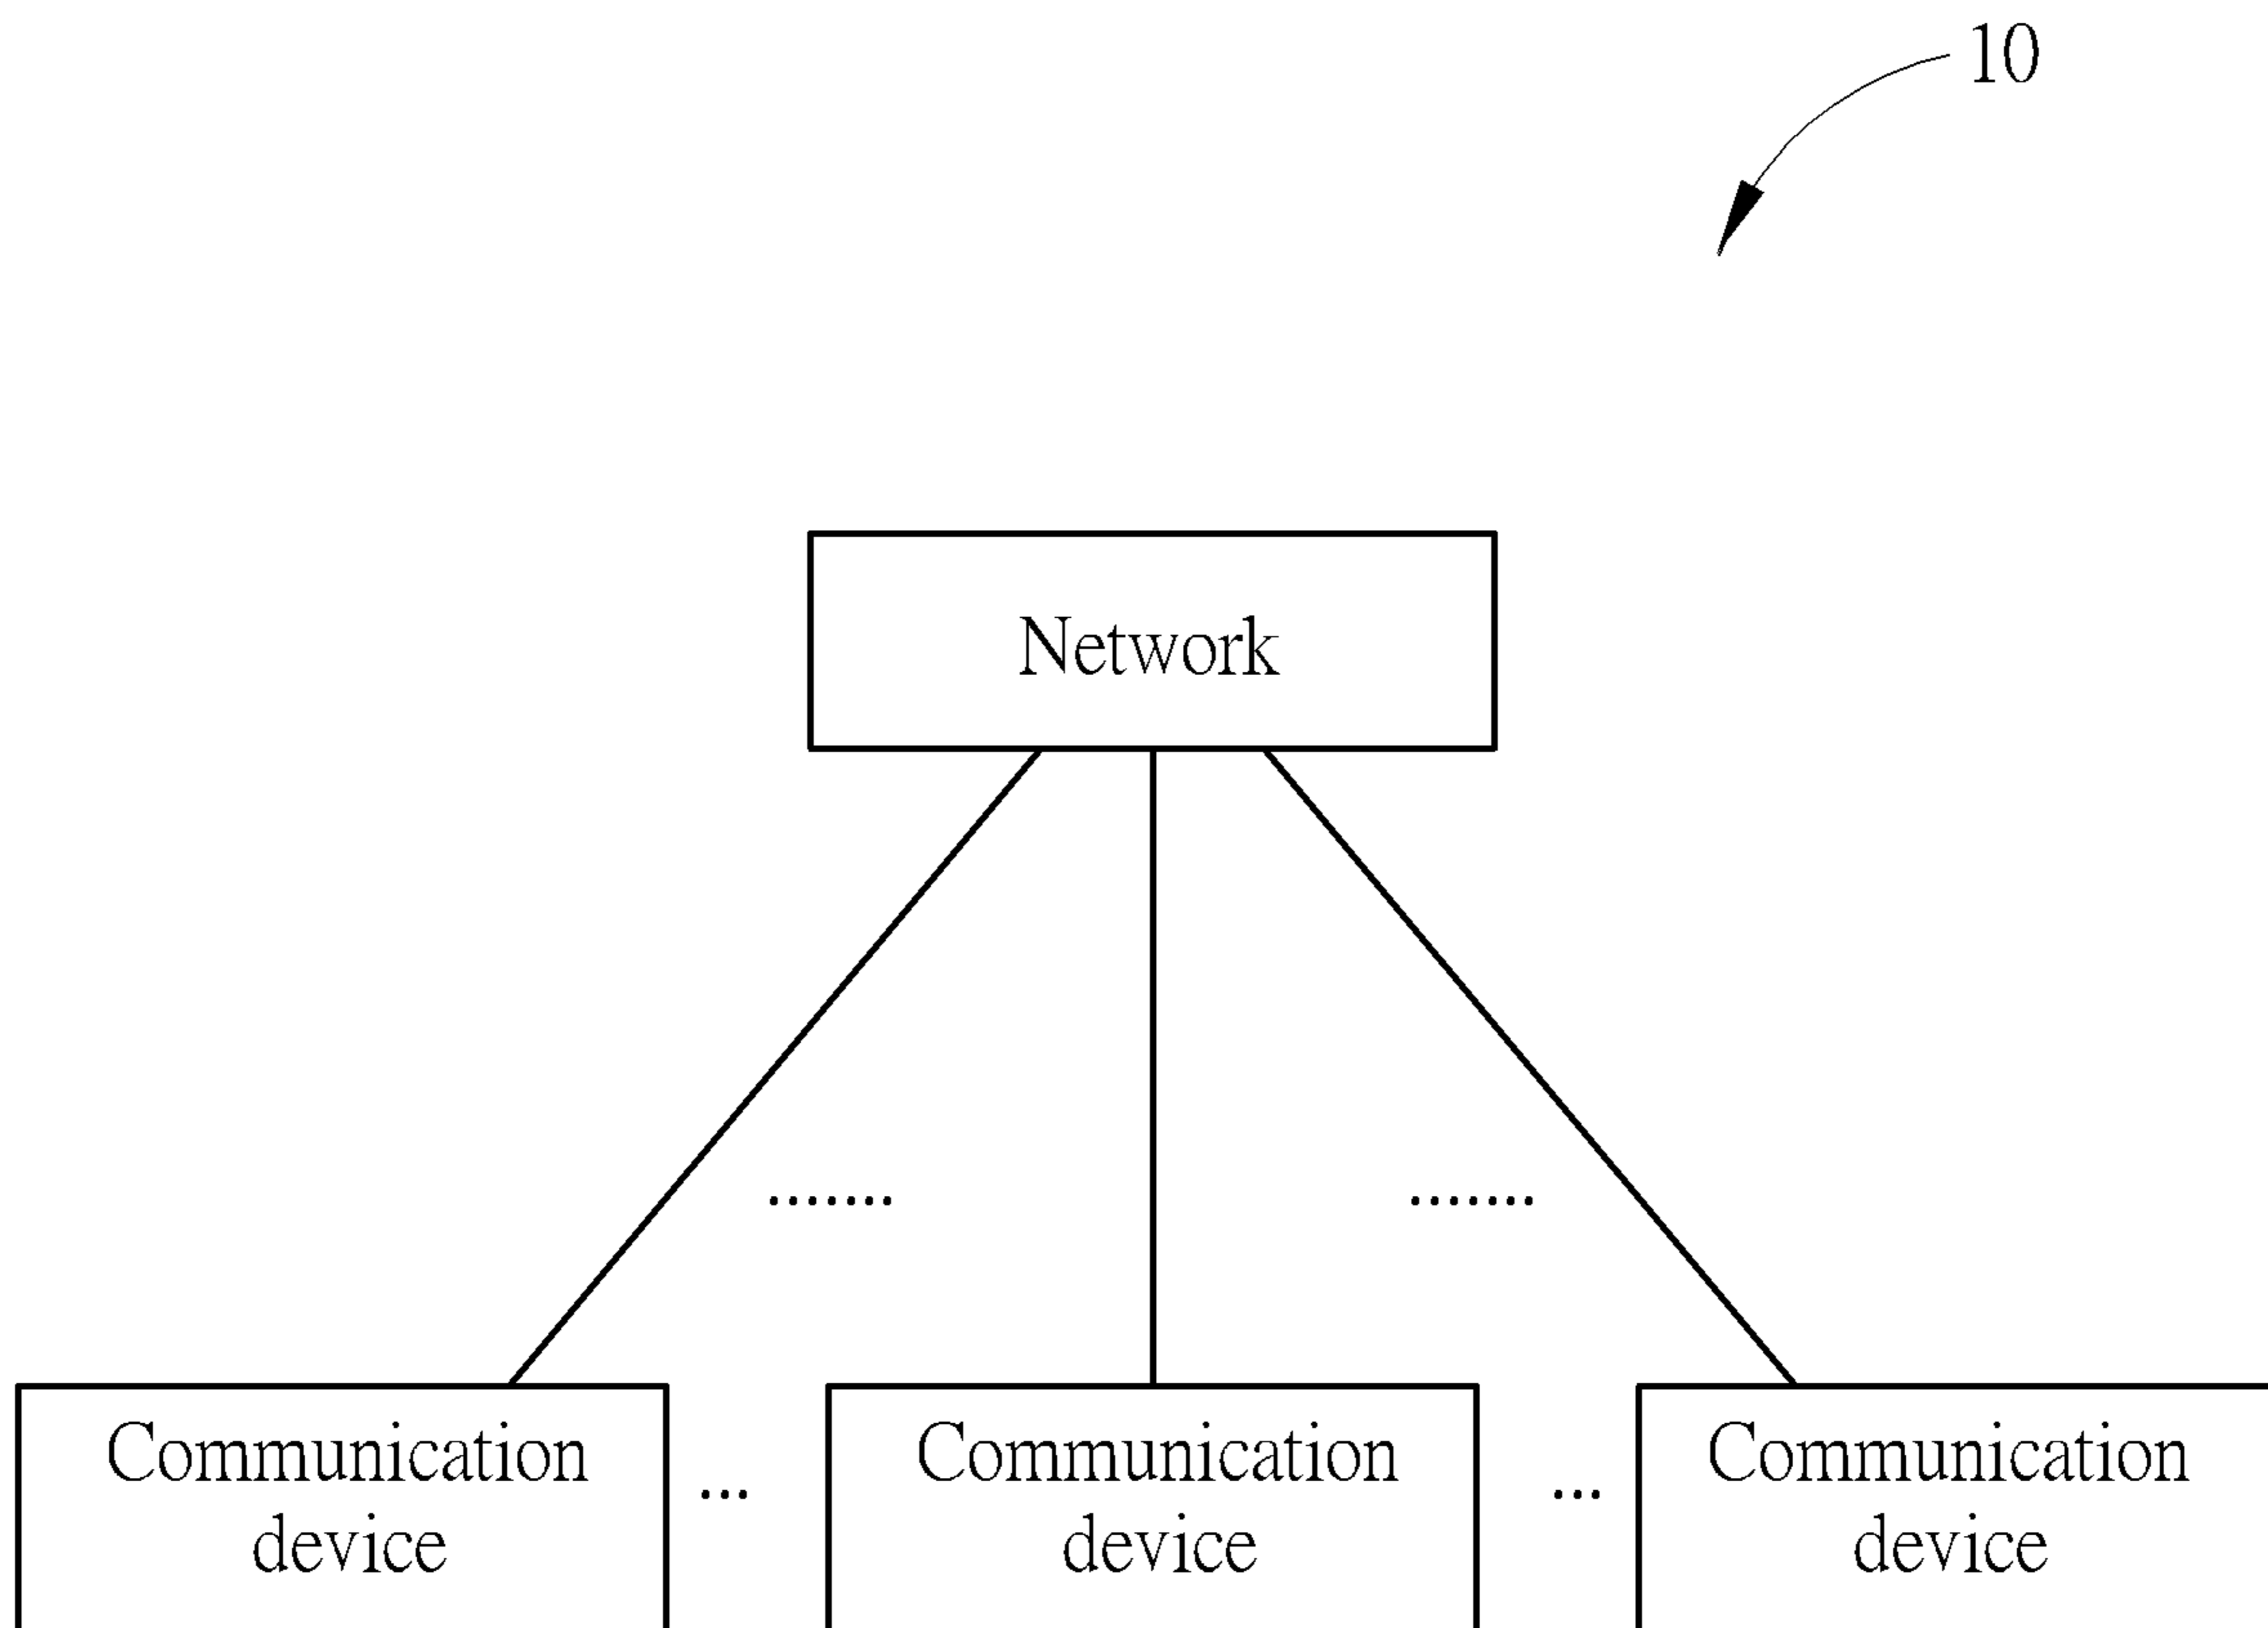 10
Network
.......
.......
Communication
device
...
Communication
device
...
Communication
device